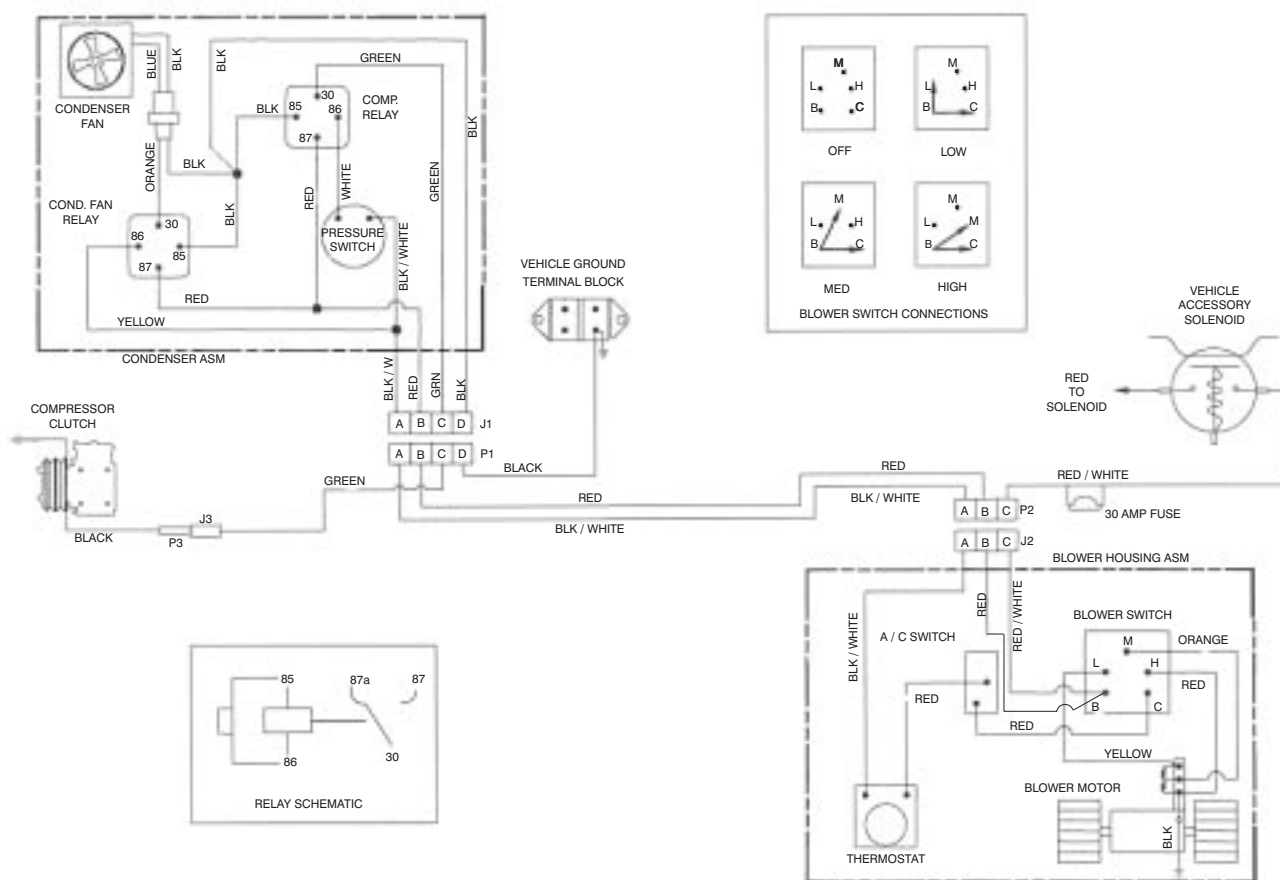 BLUE
BLK
BLK
GREEN
CONDENSER
FAN
BLK
85
30
86
87
COMP.
RELAY
BLK
ORANGE
BLK
BLK
RED
WHITE
GREEN
COND. FAN
RELAY
86
30
85
87
PRESSURE
SWITCH
BLK / WHITE
RED
YELLOW
CONDENSER ASM
VEHICLE GROUND
TERMINAL BLOCK
M
L
H
B
C
OFF
M
L
H
B
C
LOW
M
L
H
B
C
MED
M
L
M
B
C
HIGH
BLOWER SWITCH CONNECTIONS
VEHICLE
ACCESSORY
SOLENOID
RED
TO
SOLENOID
BLK / W
RED
GRN
BLK
COMPRESSOR
CLUTCH
A B C D J1
A B C D P1
BLACK
GREEN
RED
BLK / WHITE
RED
BLK / WHITE
RED / WHITE
A B C P2
30 AMP FUSE
J3
P3
BLACK
A B C J2
BLOWER HOUSING ASM
BLK / WHITE
RED
RED / WHITE
A / C SWITCH
BLOWER SWITCH
M
L
H
B
C
ORANGE
RED
RED
RED
YELLOW
BLOWER MOTOR
BLK
THERMOSTAT
85
87a
87
86
30
RELAY SCHEMATIC